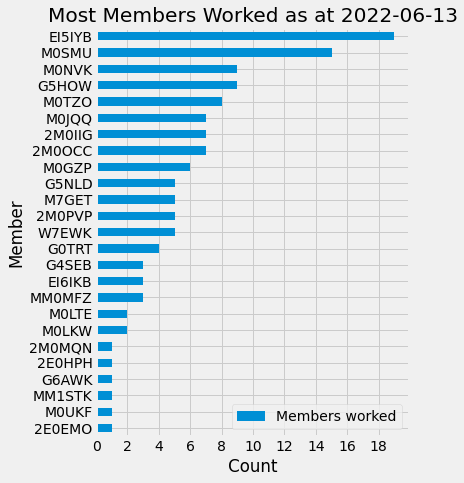 Most Members Worked as at 2022-06-13
EI5IYB
M0SMU
M0NVK
G5HOW
M0TZO
M0JQQ
2M0IIG
2M0OCC
M0GZP
G5NLD
M7GET
2M0PVP
W7EWK
G0TRT
G4SEB
EI6IKB
MM0MFZ
M0LTE
M0LKW
2M0MQN
2E0HPH
G6AWK
MM1STK
M0UKF
2E0EMO
Member
Members worked
0 2 4 6 8 10 12 14 16 18
Count